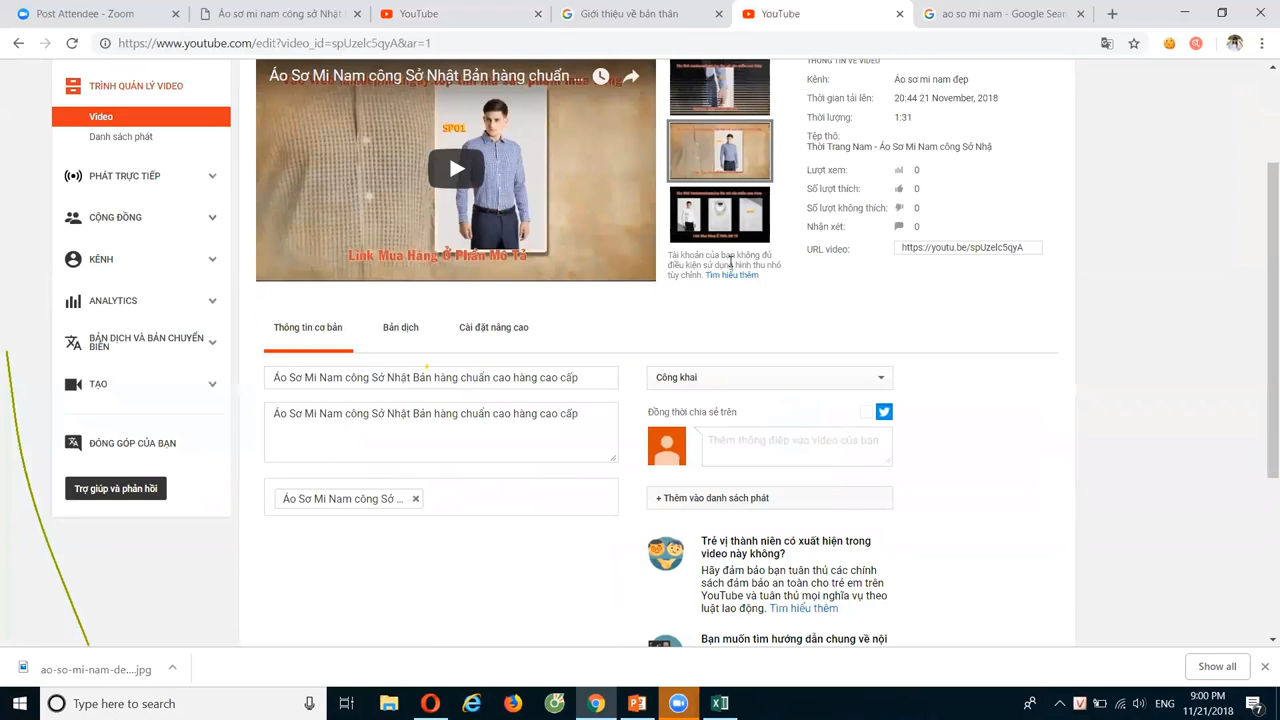 Post Attendee - Zoom
Áo sơ mi nam công sở N
YouTube
Giới thiệu về bản thân -
YouTube
ao so mi nam - Google Sear
https://www.youtube.com/edit?video_id=spUzelc5qyA&ar=1
TRÌNH QUẢN LÝ VIDEO
Video
Danh sách phát
PHÁT TRỰC TIẾP
CỘNG ĐỒNG
KÊNH
ANALYTICS
BẢN DỊCH VÀ BẢN CHUYỂN
BIÊN
TẠO
ĐÓNG GÓP CỦA BẠN
Trợ giúp và phản hồi
Áo Sơ Mi Nam công Sở Nhật Bản hàng chuẩn ...
SP01
Link Mua Hàng Ở Phần Mô Tả
Tài khoản của bạn không đủ
điều kiện sử dụng hình thu nhỏ
tùy chỉnh. Tìm hiểu thêm
THÔNG TIN VỀ VIDEO
Kênh: Áo sơ mi nam đẹp
Thời gian tải lên: 20:44 21 November, 2018
Thời lượng: 1:31
Tệp thô:
Thời Trang Nam - Áo Sơ Mi Nam công Sở Nhậ
Lượt xem: 0
Số lượt thích: 0
Số lượt không thích: 0
Nhận xét: 0
URL video: https://youtu.be/spUzelc5qyA
Thông tin cơ bản
Bản dịch
Cài đặt nâng cao
Áo Sơ Mi Nam công Sở Nhật Bản hàng chuẩn cao hàng cao cấp
Áo Sơ Mi Nam công Sở Nhật Bản hàng chuẩn cao hàng cao cấp
Áo Sơ Mi Nam công Sở ...
Công khai
Đồng thời chia sẻ trên
Thêm thông điệp vào video của bạn
+ Thêm vào danh sách phát
Trẻ vị thành niên có xuất hiện trong
video này không?
Hãy đảm bảo bạn tuân thủ các chính
sách đảm bảo an toàn cho trẻ em trên
YouTube và tuân thủ mọi nghĩa vụ theo
luật lao động. Tìm hiểu thêm
Bạn muốn tìm hướng dẫn chung về nội
ao-so-mi-nam-de....jpg
Show all
Type here to search
ENG
9:00 PM
11/21/2018